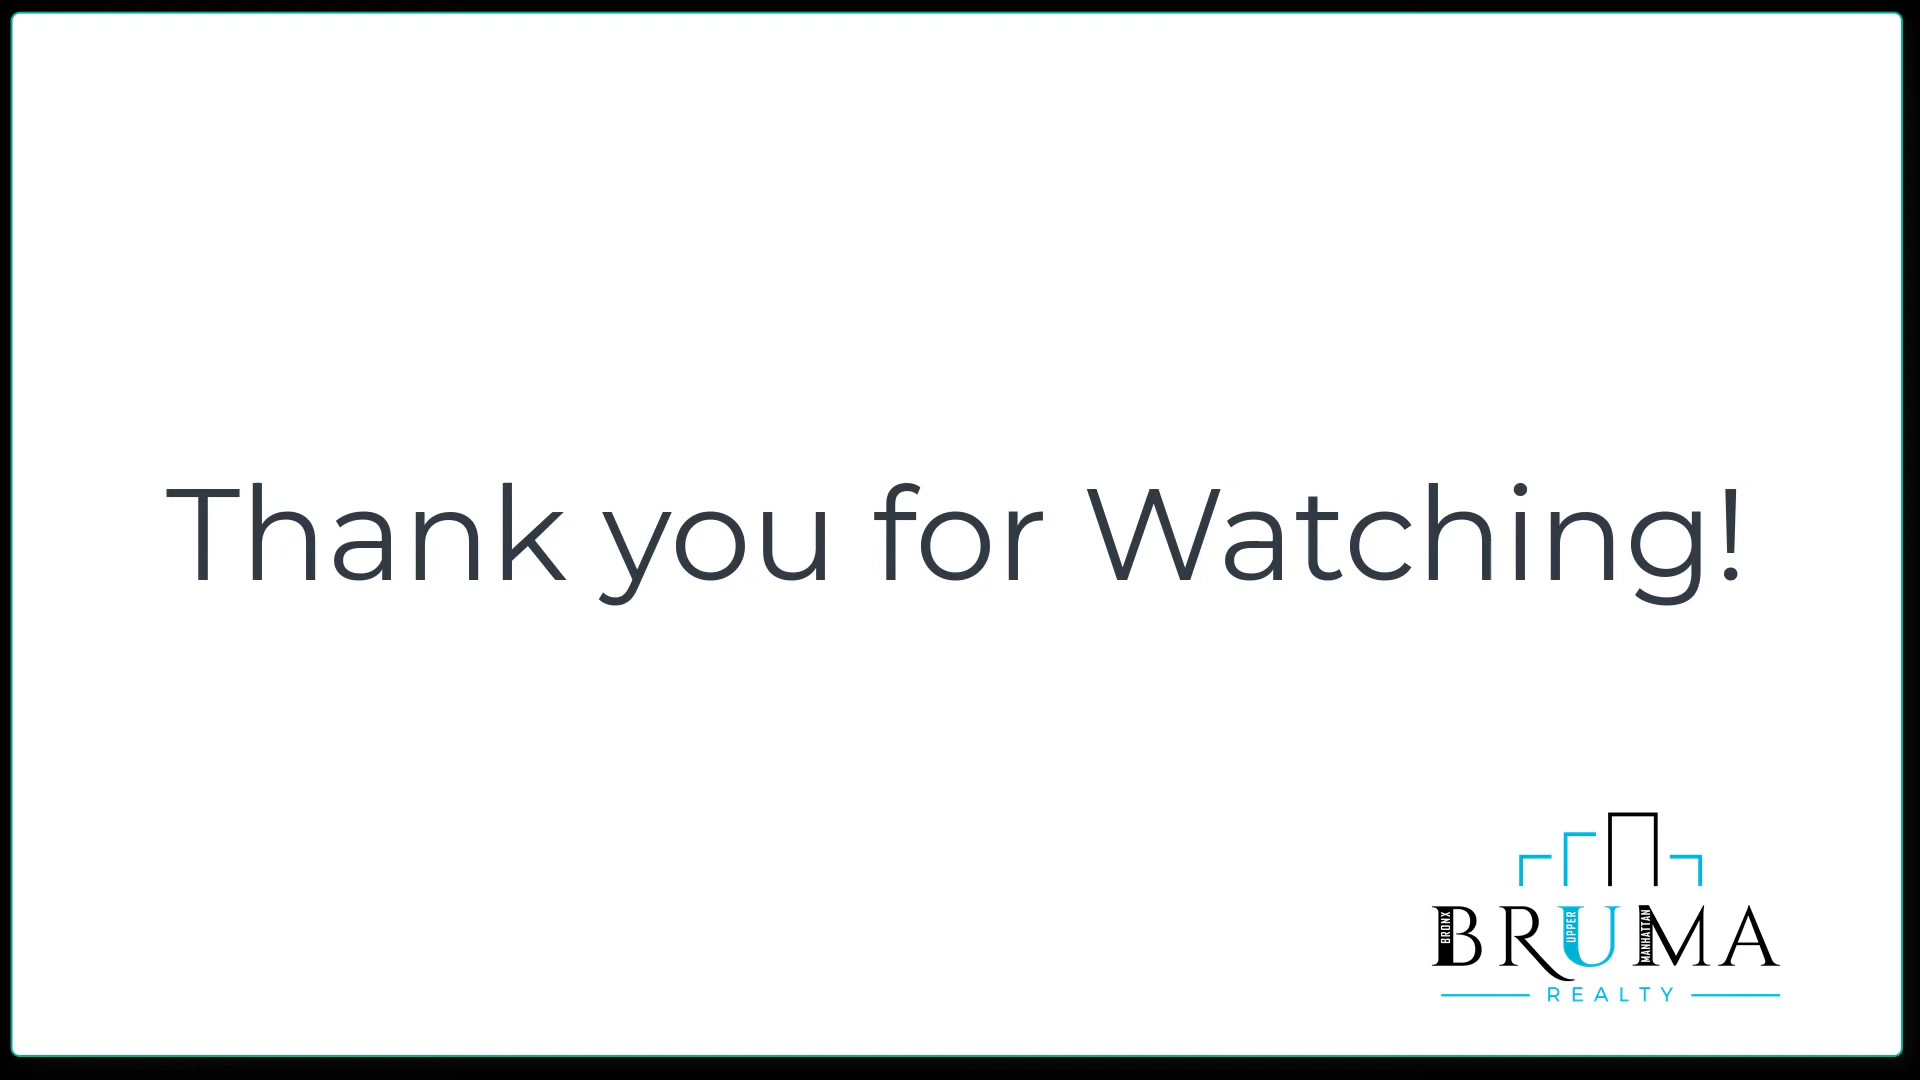 Thank you for Watching!
BRUMA
BRONX
UPPER
MANHATTAN
REALTY